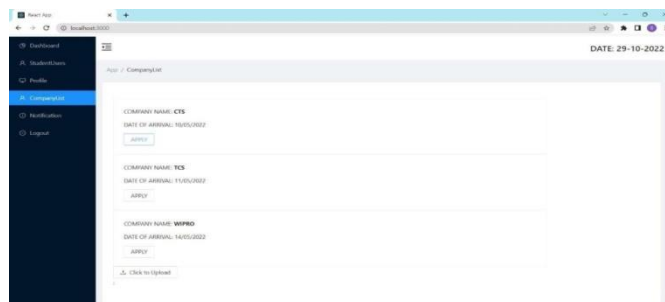 React App
localhost:3000
Dashboard
DATE: 29-10-2022
StudentUsers
Profile
App / CompanyList
CompanyList
Notification
Logout
COMPANY NAME: CTS
DATE OF ARRIVAL: 10/05/2022
APPLY
COMPANY NAME: TCS
DATE OF ARRIVAL: 11/05/2022
APPLY
COMPANY NAME: WIPRO
DATE OF ARRIVAL: 14/05/2022
APPLY
Click to Upload